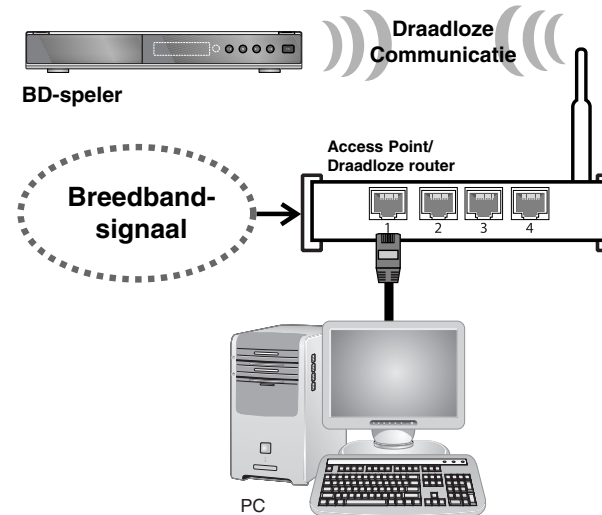 Draadloze
Communicatie
BD-speler
Access Point/
Draadloze router
Breedband-
signaal
1 2 3 4
PC